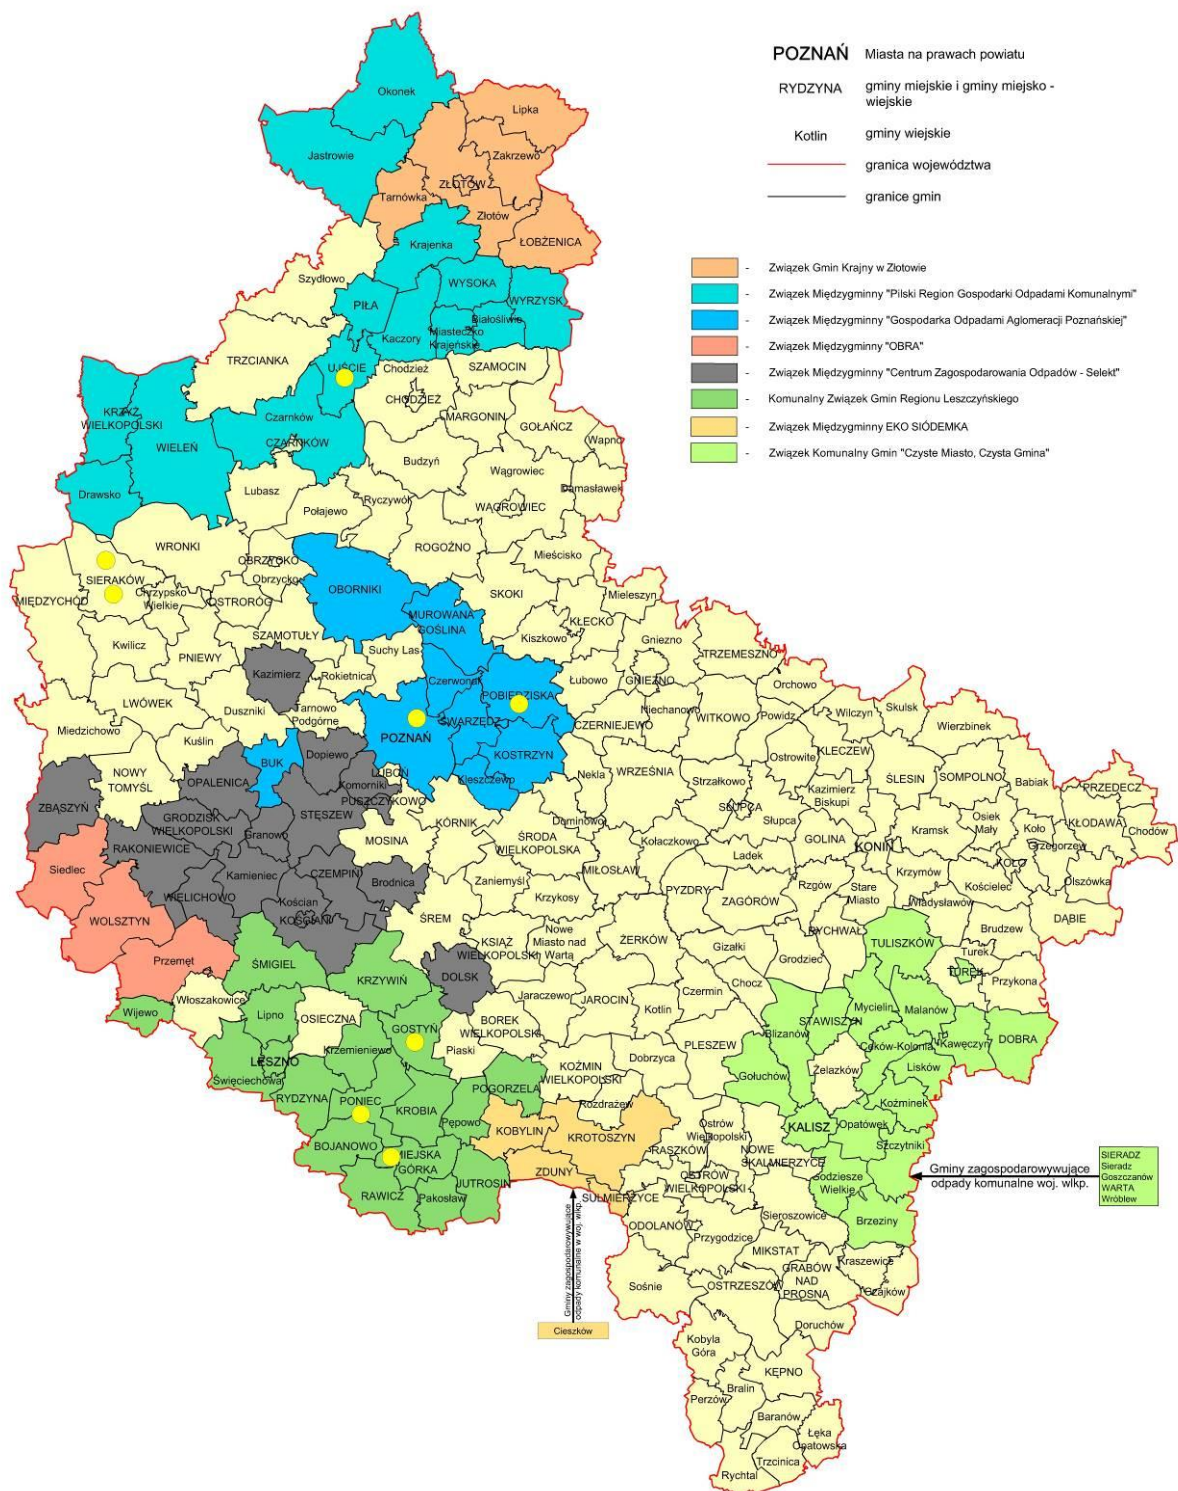 POZNAŃ Miasta na prawach powiatu
RYDZYNA gminy miejskie i gminy miejsko -
wiejskie
Kotlin gminy wiejskie
granica województwa
granice gmin
- Związek Gmin Krajny w Złotowie
- Związek Międzygminny "Pilski Region Gospodarki Odpadami Komunalnymi"
- Związek Międzygminny "Gospodarka Odpadami Aglomeracji Poznańskiej"
- Związek Międzygminny "OBRA"
- Związek Międzygminny "Centrum Zagospodarowania Odpadów - Selekt"
- Komunalny Związek Gmin Regionu Leszczyńskiego
- Związek Międzygminny EKO SIÓDEMKA
- Związek Komunalny Gmin "Czyste Miasto, Czysta Gmina"
Okonek
Lipka
Jastrowie
Zakrzewo
ZŁOTÓW
Tarnówka
Złotów
ŁOBŻENICA
Krajenka
Szydłowo
WYSOKA
PIŁA
WYRZYSK
Białośliwie
Kaczory
Miasteczko
Krajeńskie
TRZCIANKA
UJŚCIE
Chodzież
SZAMOCIN
CHODZIEŻ
KRZYŻ
WIELKOPOLSKI
WIELEŃ
Czarnków
CZARNKÓW
MARGONIN
GOŁAŃCZ
Wapno
Budzyń
Wągrowiec
Damasławek
Drawsko
Lubasz
Połajewo
Ryczywół
WĄGROWIEC
WRONKI
ROGOŹNO
Mieścisko
OBRZYCKO
Obrzycko
SIERAKÓW
OBORNIKI
MIĘDZYCHÓD
Chrzypsko
Wielkie
OSTRORÓG
SKOKI
Mieleszyn
MUROWANA
GOŚLINA
KŁECKO
Kwilicz
SZAMOTUŁY
Kiszkowo
Gniezno
PNIEWY
Suchy Las
TRZEMESZNO
Kazimierz
Rokietnica
Czerwonak
POBIEDZISKA
Łubowo
GNIEZNO
Orchowo
LWÓWEK
Duszniki
Tarnowo
Podgórne
Niechanowo
Skulsk
Miedzichowo
POZNAŃ
SWARZĘDZ
CZERNIEJEWO
WITKOWO
Powidz
Wilczyn
Wierzbinek
Kuślin
BUK
Dopiewo
KOSTRZYN
Ostrowite
KLECZEW
NOWY
TOMYŚL
OPALENICA
Komorniki
LUBOŃ
Kleszczewo
Nekla
WRZEŚNIA
Strzałkowo
ŚLESIN
SOMPOLNO
Babiak
PRZEDECZ
ZBĄSZYŃ
PUSZCZYKOWO
Kazimierz
Biskupi
GRODZISK
WIELKOPOLSKI
STĘSZEW
KÓRNIK
Dominowo
SŁUPCA
Słupca
Osiek
Mały
Koło
KŁODAWA
Chodów
RAKONIEWICE
Granowo
MOSINA
ŚRODA
WIELKOPOLSKA
Kołaczkowo
GOLINA
KONIN
Kramsk
Grzegorzew
Siedlec
Kamieniec
CZEMPIŃ
Brodnica
Zaniemyśl
MIŁOSŁAW
Lądek
KOŁO
Krzymów
Kościelec
Olszówka
WOLSZTYN
WIELICHOWO
Kościan
KOŚCIAN
Krzykosy
PYZDRY
ZAGÓRÓW
Rzgów
Stare
Miasto
Władysławów
DĄBIE
ŚREM
RYCHWAŁ
Brudzew
Przemęt
ŚMIGIEL
KRZYWIŃ
KSIĄŻ
WIELKOPOLSKI
Nowe
Miasto nad
Wartą
ŻERKÓW
Gizałki
Grodziec
TULISZKÓW
Turek
TUREK
DOLSK
Przykona
Włoszakowice
Jaraczewo
JAROCIN
Czermin
Chocz
Mycielin
Malanów
Wijewo
Lipno
OSIECZNA
GOSTYŃ
BOREK
WIELKOPOLSKI
Kotlin
STAWISZYN
Blizanów
Ceków-Kolonia
Kawęczyn
DOBRA
LESZNO
Krzemieniewo
Piaski
PLESZEW
Dobrzyca
KOŹMIN
WIELKOPOLSKI
Gołuchów
Żelazków
Lisków
Święciechowa
RYDZYNA
PONIEC
POGORZELA
Rozdrażew
Koźminek
KROBIA
Pępowo
KOBYLIN
KROTOSZYN
Ostrów
Wielkopolski
KALISZ
Opatówek
Szczytniki
BOJANOWO
MIEJSKA
GÓRKA
RASZKÓW
NOWE
SKALMIERZYCE
ZDUNY
OSTRÓW
WIELKOPOLSKI
Godziesze
Wielkie
RAWICZ
Pakosław
JUTROSIN
SULMIERZYCE
Sieroszowice
Brzeziny
ODOLANÓW
Przygodzice
MIKSTAT
Kraszewice
GRABÓW
NAD
PROSNĄ
Czajków
Sośnie
OSTRZESZÓW
Doruchów
Kobyla
Góra
KĘPNO
Bralin
Perzów
Baranów
Łęka
Opatowska
Trzcinica
Rychtal
Gminy zagospodarowywujące
odpady komunalne woj. wlkp.
SIERADZ
Sieradz
Goszczanów
WARTA
Wróblew
Gminy zagospodarowywujące
odpady komunalne w woj. wlkp.
Cieszków